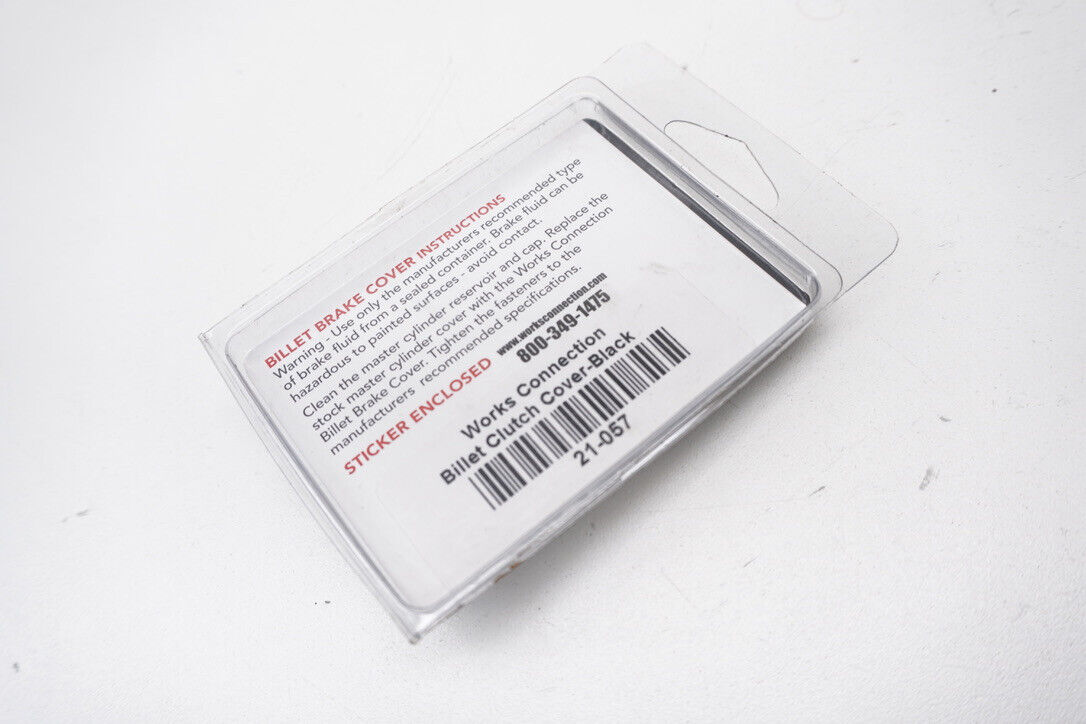 BILLET BRAKE COVER INSTRUCTIONS
Warning - Use only the manufacturers recommended type
of brake fluid from a sealed container. Brake fluid can be
hazardous to painted surfaces - avoid contact.
Clean the master cylinder reservoir and cap. Replace the
stock master cylinder cover with the Works Connection
Billet Brake Cover. Tighten the fasteners to the
manufacturers recommended specifications.
STICKER ENCLOSED
www.worksconnection.com
800-349-1475
Works Connection
Billet Clutch Cover-Black
21-057